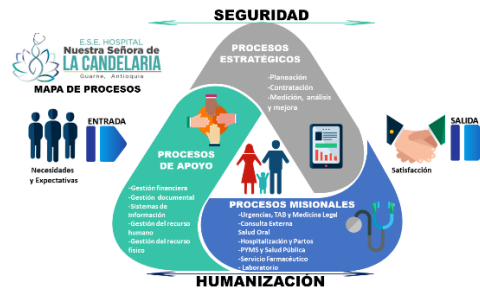 SEGURIDAD
E.S.E. HOSPITAL
Nuestra Señora de
LA CANDELARIA
Guarne, Antioquia
MAPA DE PROCESOS
PROCESOS
ESTRATÉGICOS
-Planeación
-Contratación
-Medición, análisis
y mejora
ENTRADA
Necesidades
y Expectativas
SALIDA
Satisfacción
PROCESOS
DE APOYO
-Gestión financiera
-Gestión documental
-Sistemas de
información
-Gestión del recurso
humano
-Gestión del recurso
físico
PROCESOS MISIONALES
-Urgencias, TAB y Medicina Legal
-Consulta Externa
Salud Oral
-Hospitalización y Partos
-PYMS y Salud Pública
-Servicio Farmacéutico
- Laboratorio
HUMANIZACIÓN